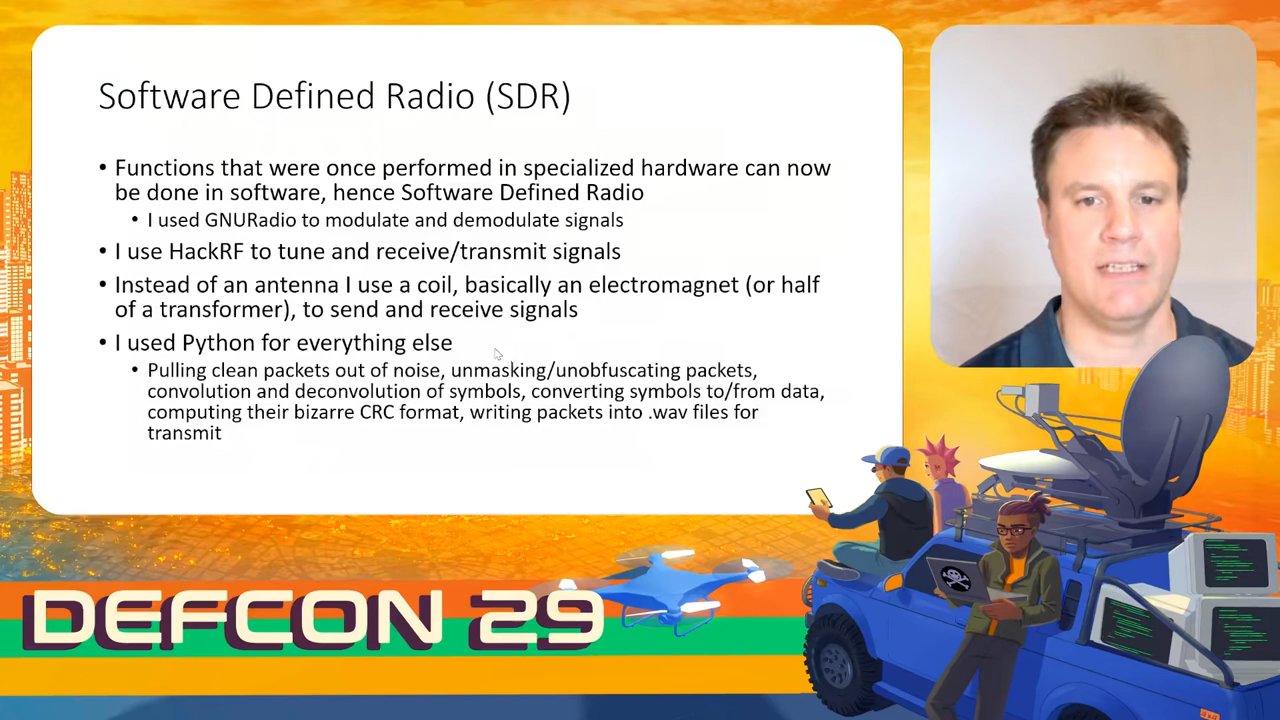 Software Defined Radio (SDR)
• Functions that were once performed in specialized hardware can now
be done in software, hence Software Defined Radio
• I used GNURadio to modulate and demodulate signals
• I use HackRF to tune and receive/transmit signals
• Instead of an antenna I use a coil, basically an electromagnet (or half
of a transformer), to send and receive signals
• I used Python for everything else
• Pulling clean packets out of noise, unmasking/unobfuscating packets,
convolution and deconvolution of symbols, converting symbols to/from data,
computing their bizarre CRC format, writing packets into .wav files for
transmit
DEFCON 29